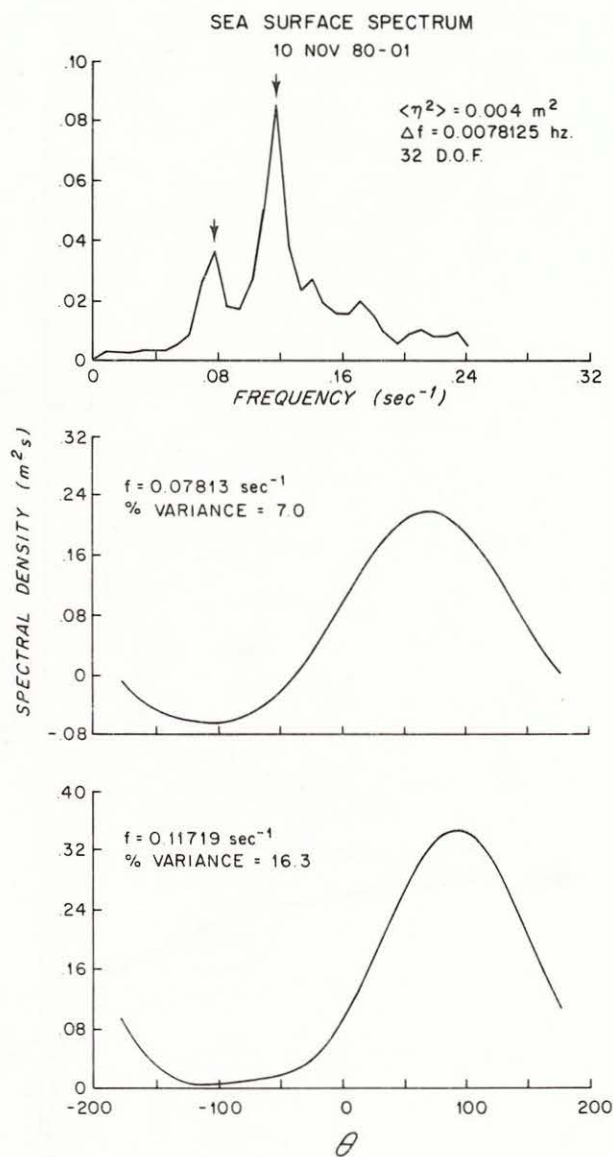 SEA SURFACE SPECTRUM
10 NOV 80-01
<η²> = 0.004 m²
Δf = 0.0078125 hz.
32 D.O.F.
.10
.08
.06
.04
.02
0
0 .08 .16 .24 .32
FREQUENCY (sec⁻¹)
SPECTRAL DENSITY (m²s)
f = 0.07813 sec⁻¹
% VARIANCE = 7.0
.32
.24
.16
.08
0
-.08
f = 0.11719 sec⁻¹
% VARIANCE = 16.3
.40
.32
.24
.16
.08
0
-200 -100 0 100 200
θ